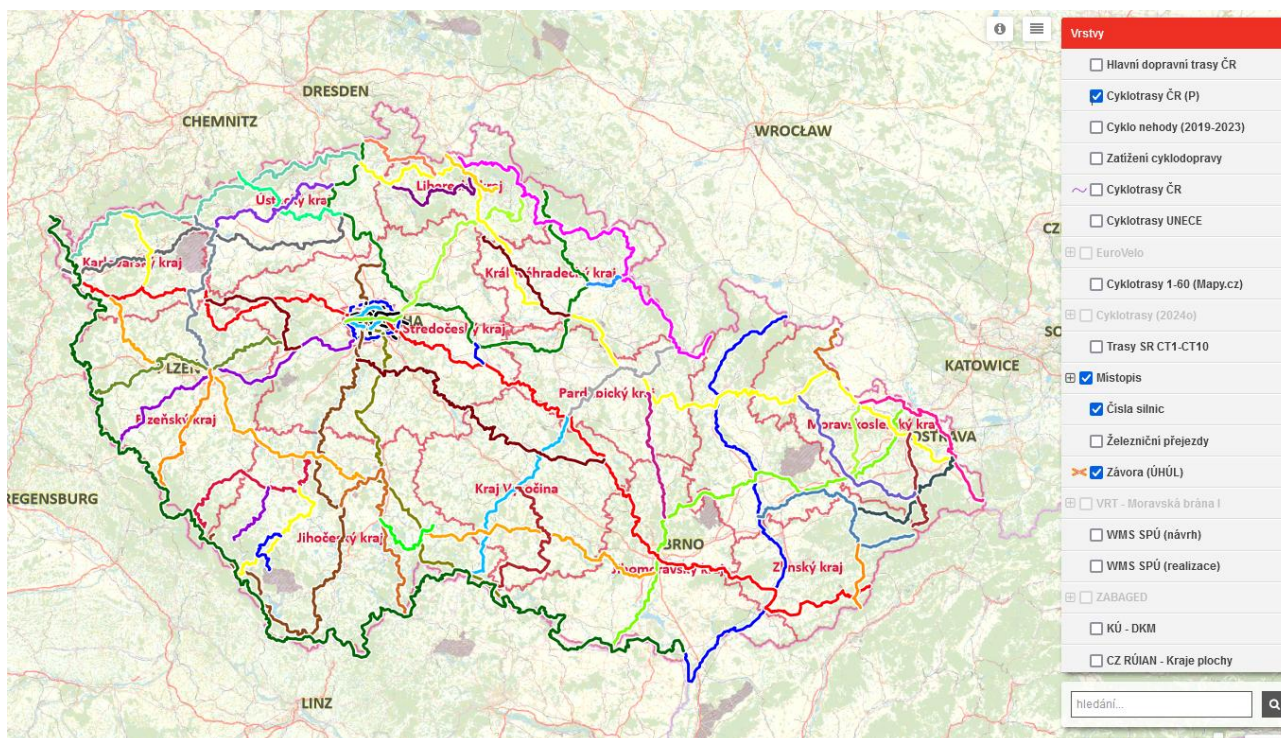 DRESDEN
CHEMNITZ
WROCŁAW
Liberecký kraj
Ústecký kraj
Karlovarský kraj
Královéhradecký kraj
Středočeský kraj
KATOWICE
Pardubický kraj
Plzeňský kraj
Moravskoslezský kraj
OSTRAVA
REGENSBURG
Kraj Vysočina
Jihočeský kraj
BRNO
Jihomoravský kraj
Zlínský kraj
LINZ
Vrstvy
Hlavní dopravní trasy ČR
Cyklotrasy ČR (P)
Cyklo nehody (2019-2023)
Zatížení cyklodopravy
Cyklotrasy ČR
Cyklotrasy UNECE
EuroVelo
Cyklotrasy 1-60 (Mapy.cz)
Cyklotrasy (2024o)
Trasy SR CT1-CT10
Místopis
Čísla silnic
Železniční přejezdy
Závora (ÚHÚL)
VRT - Moravská brána I
WMS SPÚ (návrh)
WMS SPÚ (realizace)
ZABAGED
KÚ - DKM
CZ RÚIAN - Kraje plochy
hledání...